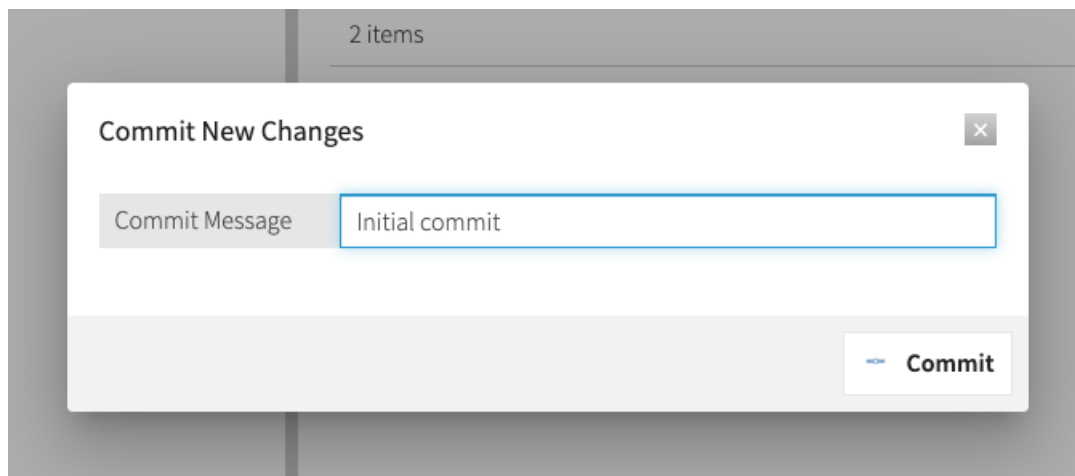 2 items
Commit New Changes
Commit Message Initial commit
Commit